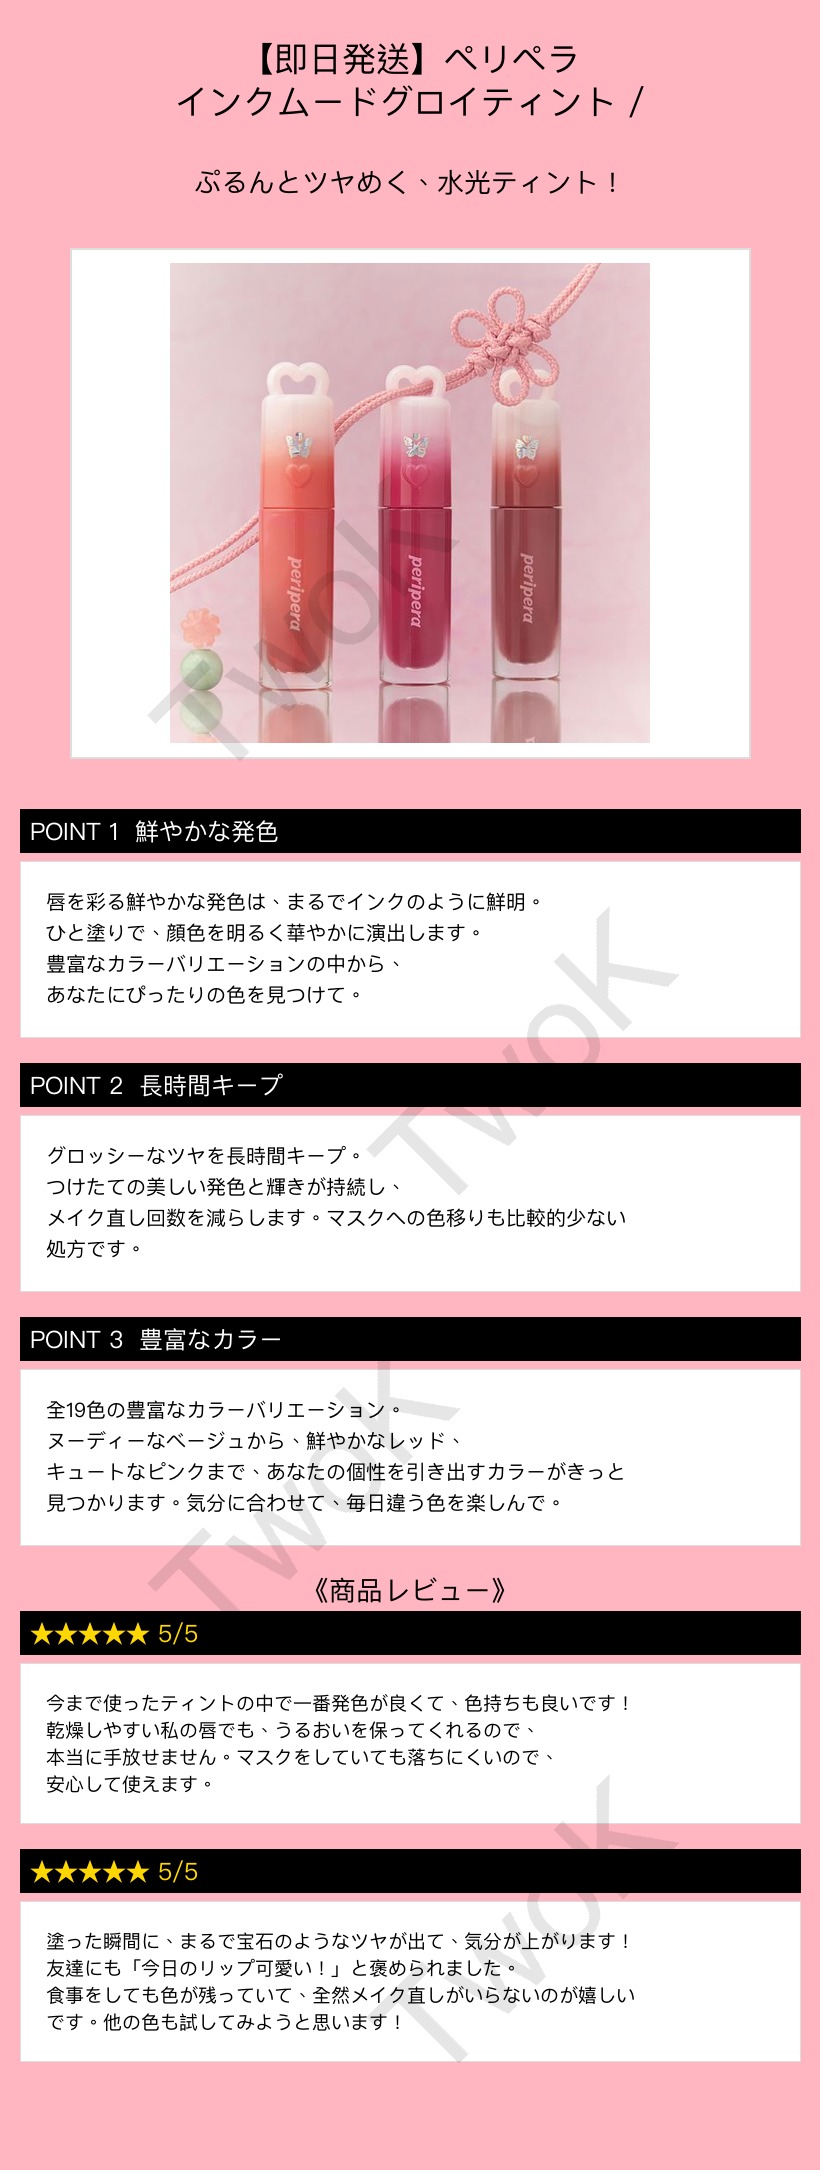 【即日発送】ペリペラ
インクムードグロイティント /
ぷるんとツヤめく、水光ティント！
peripera
peripera
peripera
TwoK
POINT 1 鮮やかな発色
唇を彩る鮮やかな発色は、まるでインクのように鮮明。
ひと塗りで、顔色を明るく華やかに演出します。
豊富なカラーバリエーションの中から、
あなたにぴったりの色を見つけて。
TwoK
POINT 2 長時間キープ
グロッシーなツヤを長時間キープ。
つけたての美しい発色と輝きが持続し、
メイク直し回数を減らします。マスクへの色移りも比較的少ない
処方です。
POINT 3 豊富なカラー
全19色の豊富なカラーバリエーション。
ヌーディーなベージュから、鮮やかなレッド、
キュートなピンクまで、あなたの個性を引き出すカラーがきっと
見つかります。気分に合わせて、毎日違う色を楽しんで。
TwoK
《商品レビュー》
★★★★★ 5/5
今まで使ったティントの中で一番発色が良くて、色持ちも良いです！
乾燥しやすい私の唇でも、うるおいを保ってくれるので、
本当に手放せません。マスクをしていても落ちにくいので、
安心して使えます。
★★★★★ 5/5
塗った瞬間に、まるで宝石のようなツヤが出て、気分が上がります！
友達にも「今日のリップ可愛い！」と褒められました。
食事をしても色が残っていて、全然メイク直しがいらないのが嬉しい
です。他の色も試してみようと思います！
TwoK